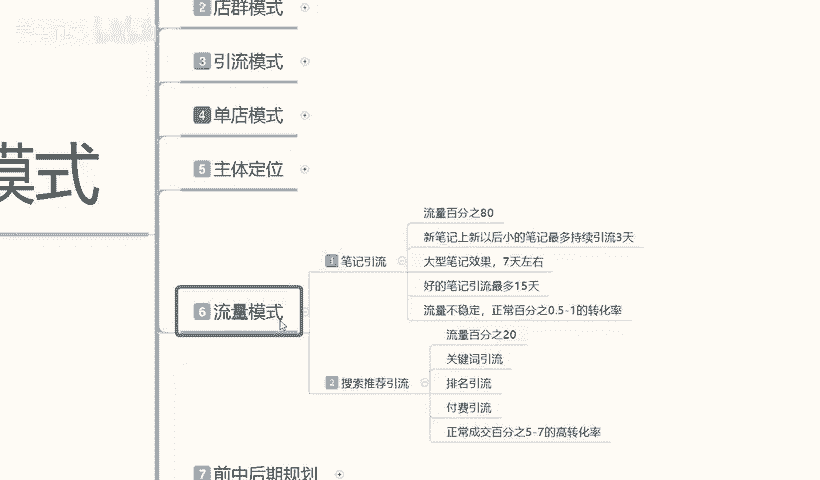 2 店群模式
3 引流模式
4 单店模式
5 主体定位
模式
6 流量模式
1 笔记引流
流量百分之80
新笔记上新以后小的笔记最多持续引流3天
大型笔记效果，7天左右
好的笔记引流最多15天
流量不稳定，正常百分之0.5-1的转化率
2 搜索推荐引流
流量百分之20
关键词引流
排名引流
付费引流
正常成交百分之5-7的高转化率
7 前中后期规划